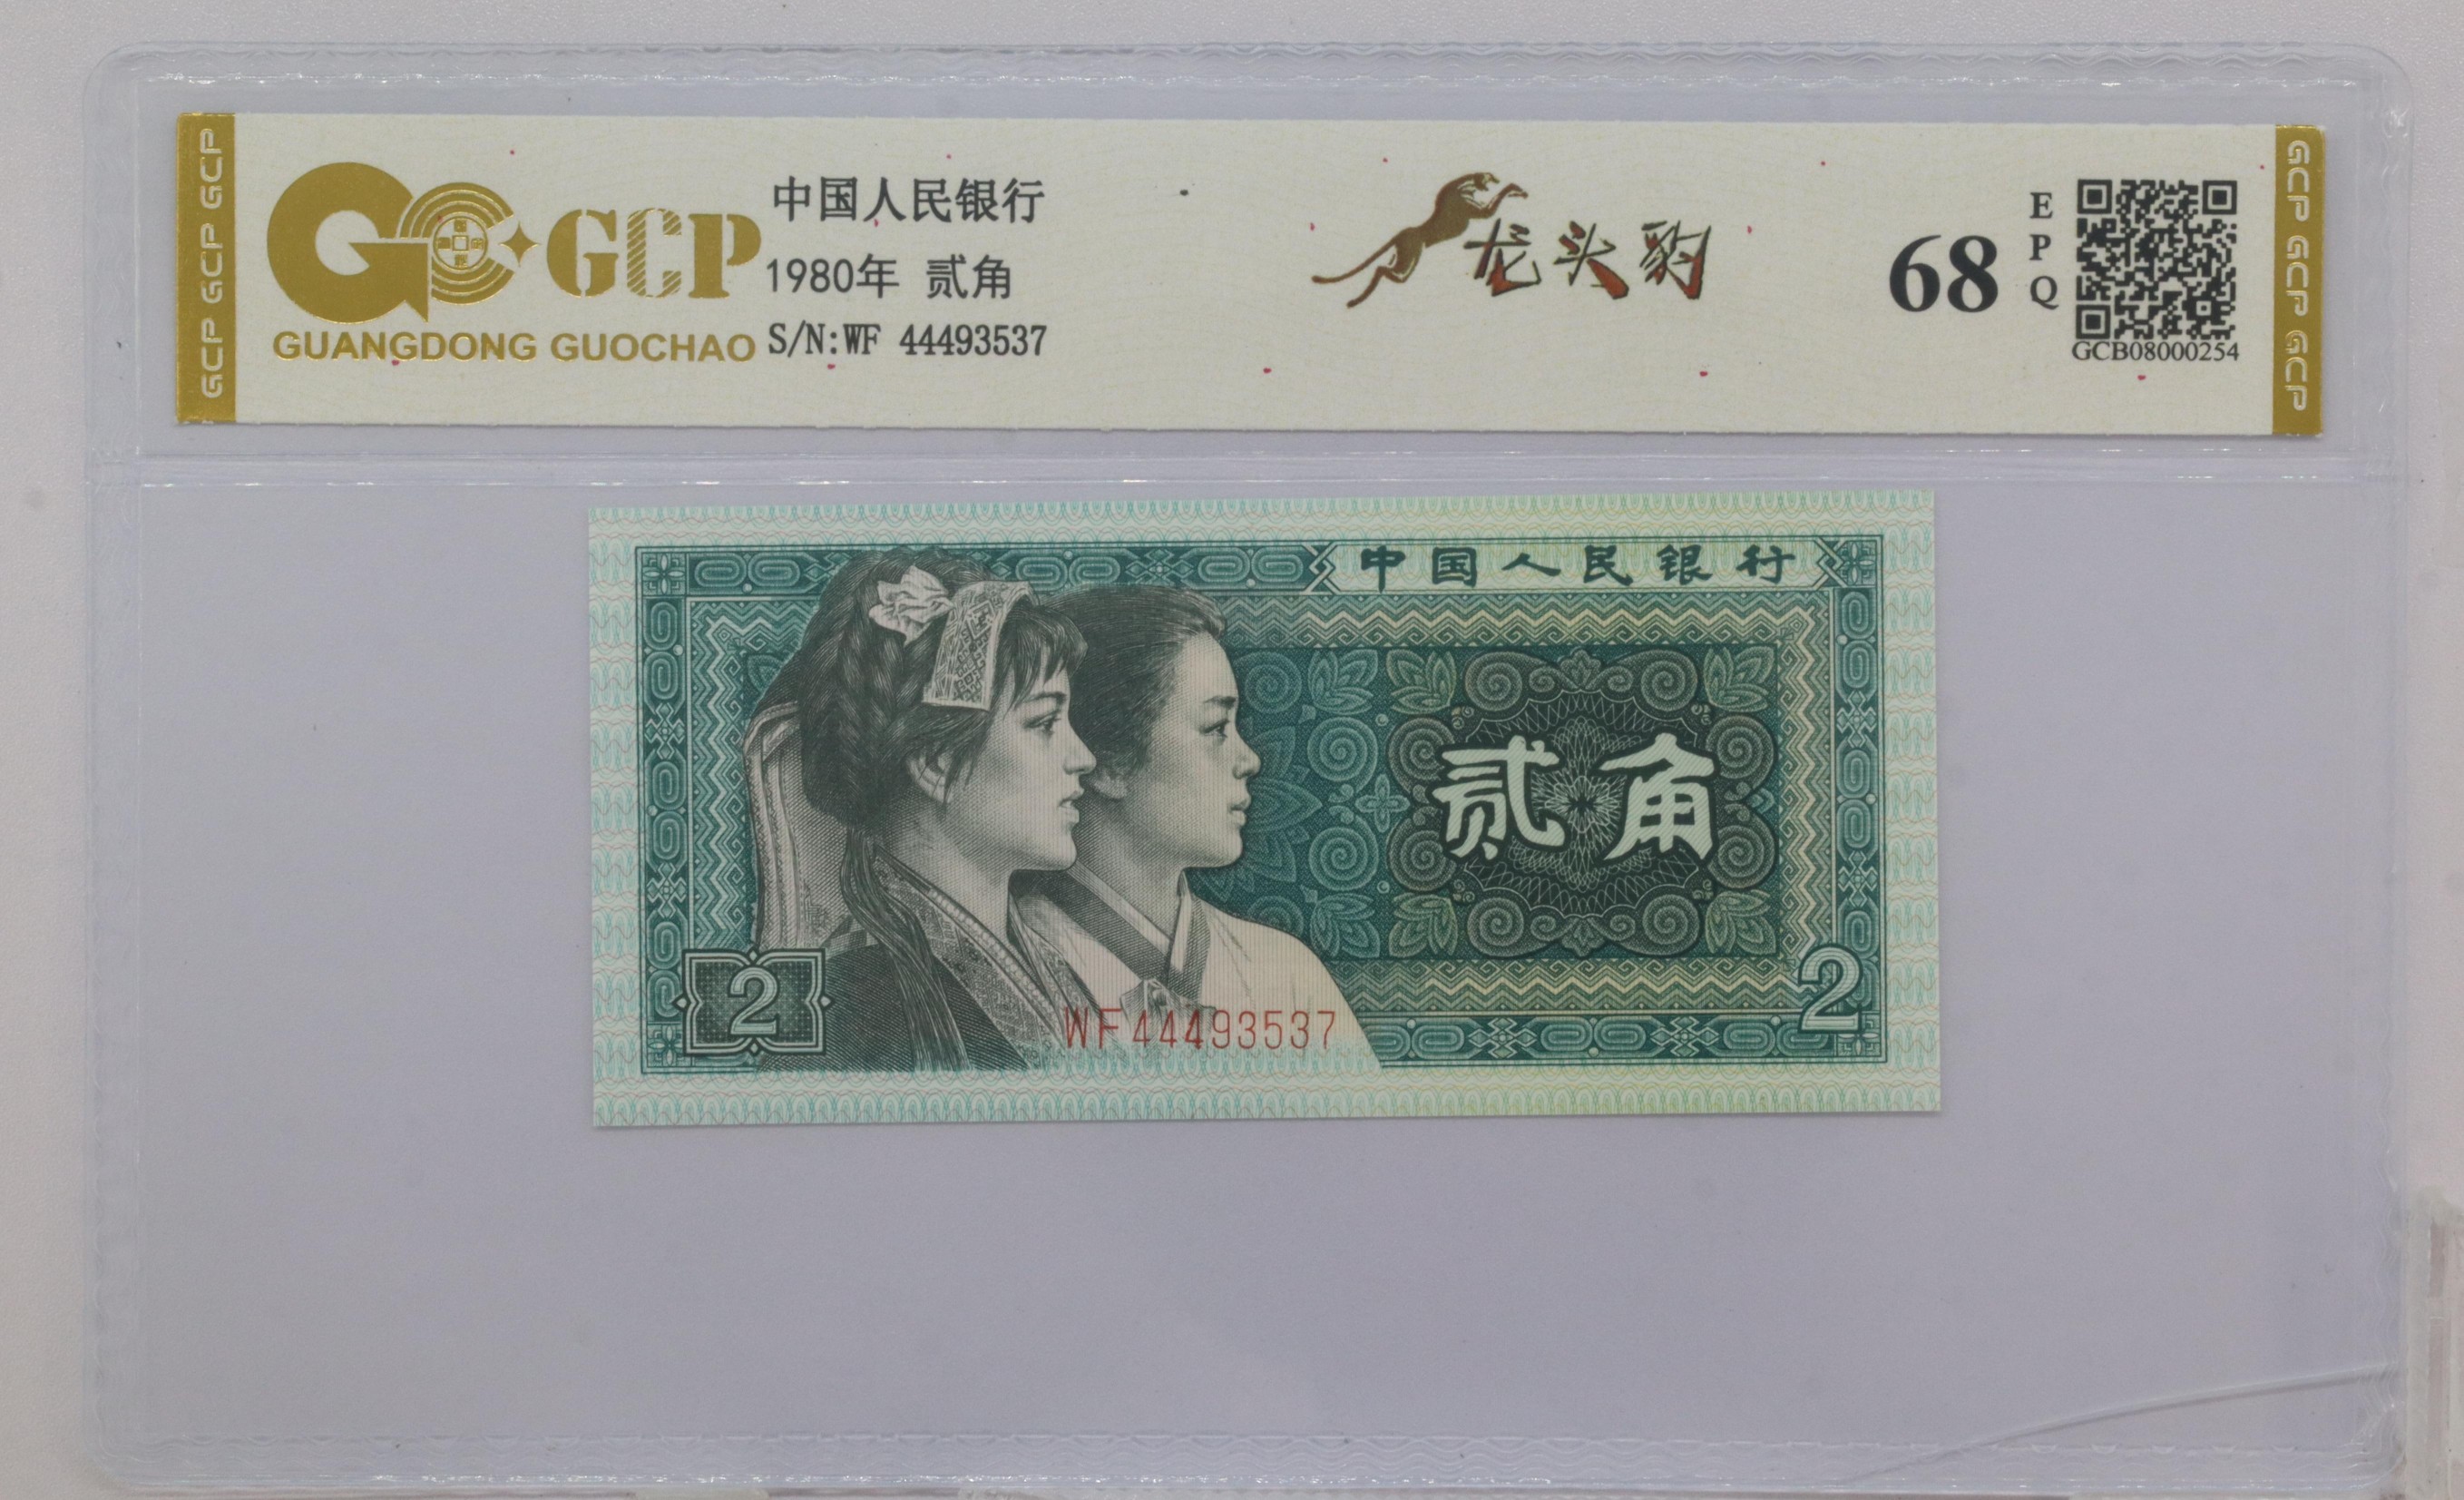 GCP GCP GCP
GCP
GUANGDONG GUOCHAO
中国人民银行
1980年 贰角
S/N:WF 44493537
龙头豹
68
EPQ
GCB08000254
GCP GCP GCP
中国人民银行
贰角
2
WF44493537
2